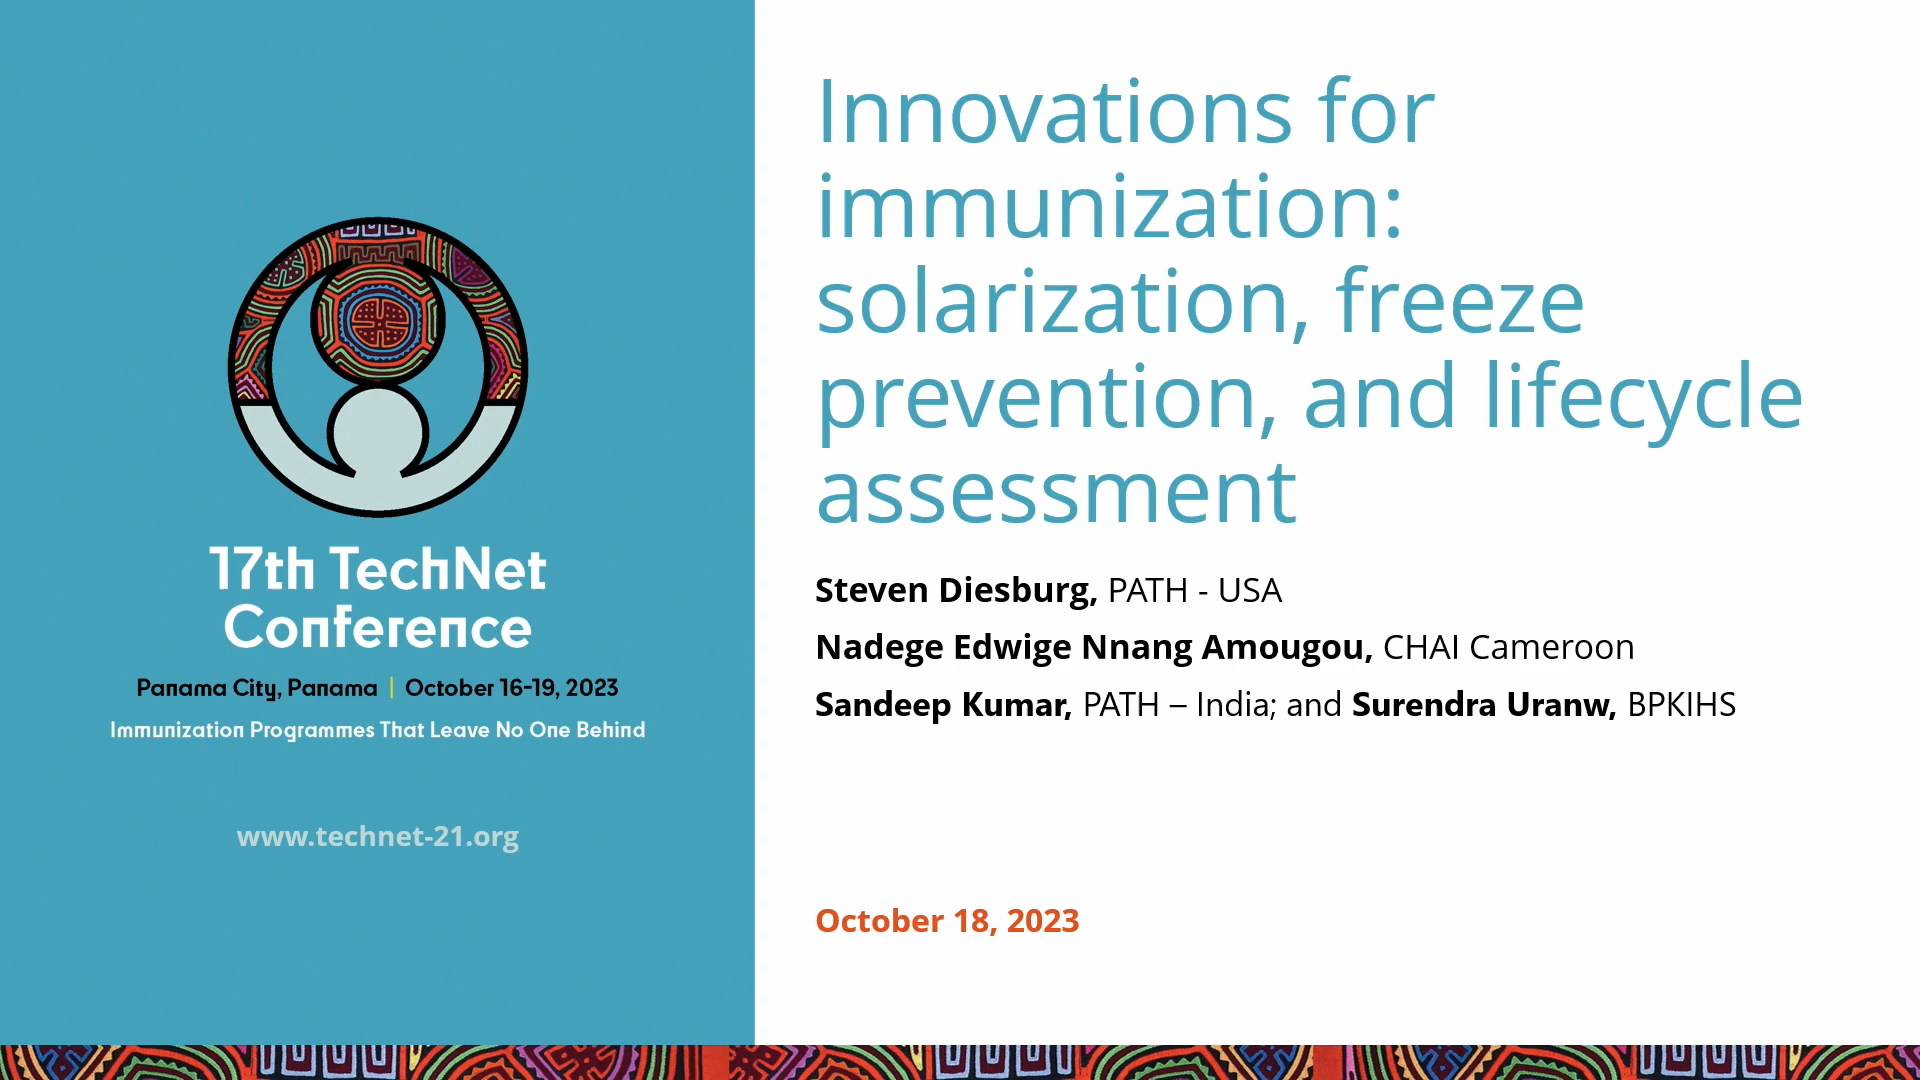 17th TechNet
Conference
Panama City, Panama | October 16-19, 2023
Immunization Programmes That Leave No One Behind
www.technet-21.org
Innovations for
immunization:
solarization, freeze
prevention, and lifecycle
assessment
Steven Diesburg, PATH - USA
Nadege Edwige Nnang Amougou, CHAI Cameroon
Sandeep Kumar, PATH – India; and Surendra Uranw, BPKIHS
October 18, 2023